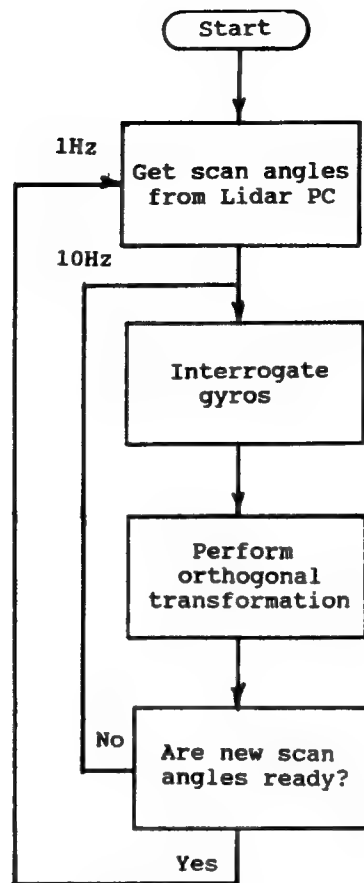 Start
1Hz
Get scan angles
from Lidar PC
10Hz
Interrogate
gyros
Perform
orthogonal
transformation
No
Are new scan
angles ready?
Yes